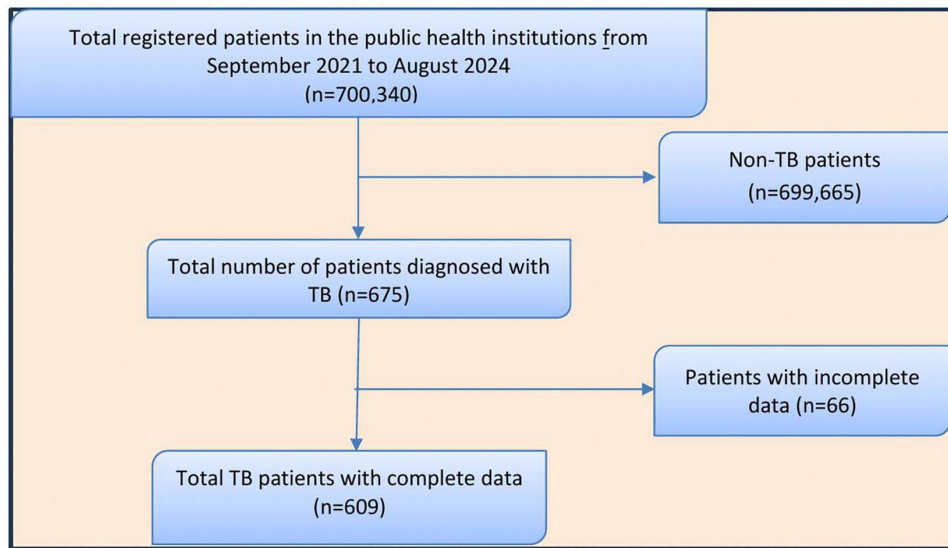 Total registered patients in the public health institutions from
September 2021 to August 2024
(n=700,340)
Non-TB patients
(n=699,665)
Total number of patients diagnosed with
TB (n=675)
Patients with incomplete
data (n=66)
Total TB patients with complete data
(n=609)